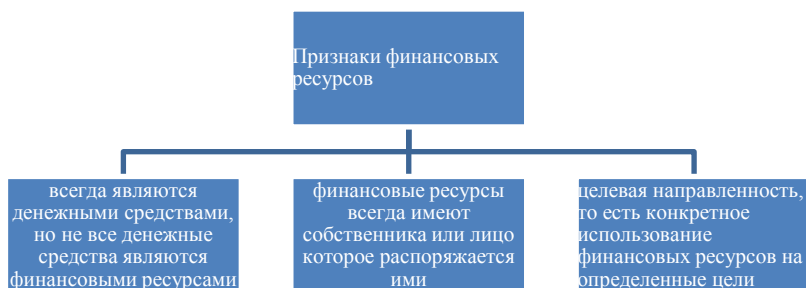 Признаки финансовых
ресурсов
всегда являются
денежными средствами,
но не все денежные
средства являются
финансовыми ресурсами
финансовые ресурсы
всегда имеют
собственника или лицо
которое распоряжается
ими
целевая направленность,
то есть конкретное
использование
финансовых ресурсов на
определенные цели